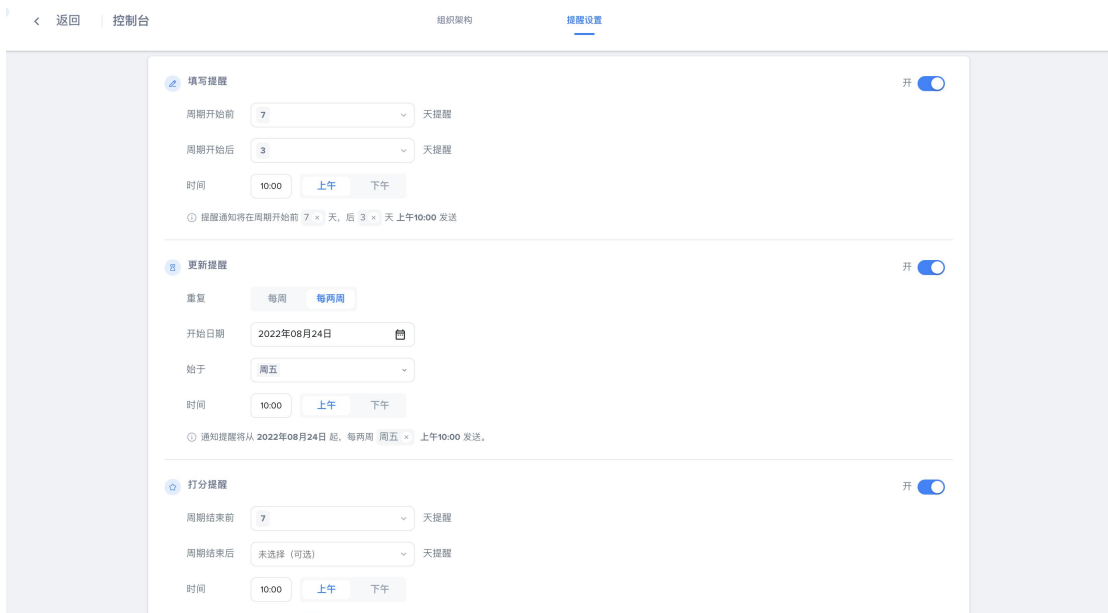 返回 控制台 组织架构 提醒设置
填写提醒 开
周期开始前 7 天提醒
周期开始后 3 天提醒
时间 10:00 上午 下午
提醒通知将在周期开始前 7 × 天，后 3 × 天 上午10:00 发送
更新提醒 开
重复 每周 每两周
开始日期 2022年08月24日
始于 周五
时间 10:00 上午 下午
通知提醒将从 2022年08月24日 起，每两周 周五 × 上午10:00 发送。
打分提醒 开
周期结束前 7 天提醒
周期结束后 未选择（可选） 天提醒
时间 10:00 上午 下午